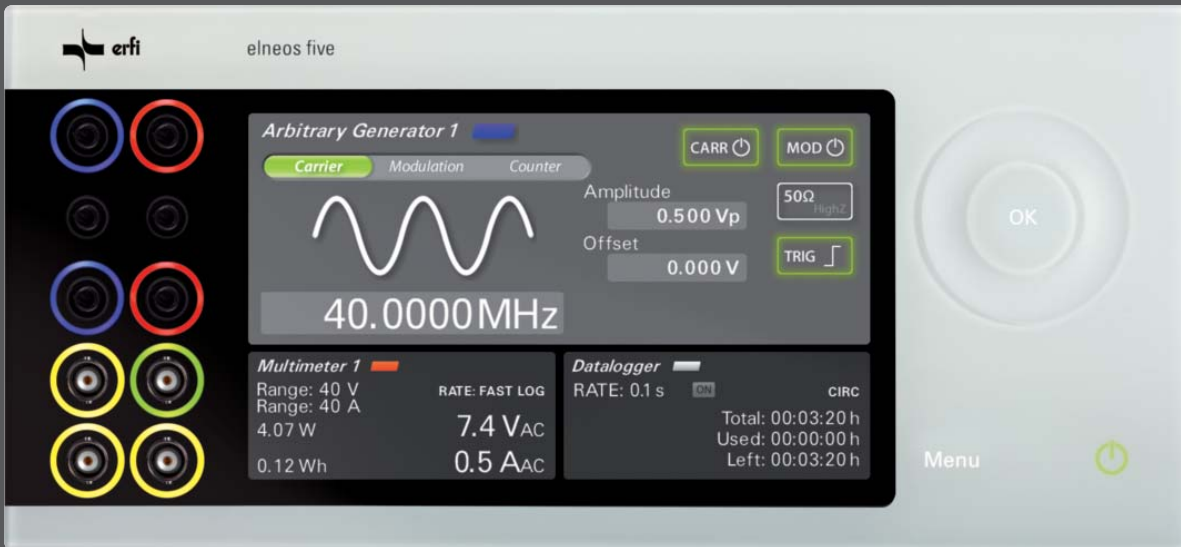 erfi
elneos five
Arbitrary Generator 1
CARR
MOD
Carrier Modulation Counter
Amplitude
0.500 Vp
50Ω
HighZ
Offset
0.000 V
TRIG
40.0000 MHz
OK
Multimeter 1
Range: 40 V
RATE: FAST LOG
Range: 40 A
4.07 W
7.4 VAC
0.12 Wh
0.5 AAC
Datalogger
RATE: 0.1 s
ON
CIRC
Total: 00:03:20 h
Used: 00:00:00 h
Left: 00:03:20 h
Menu